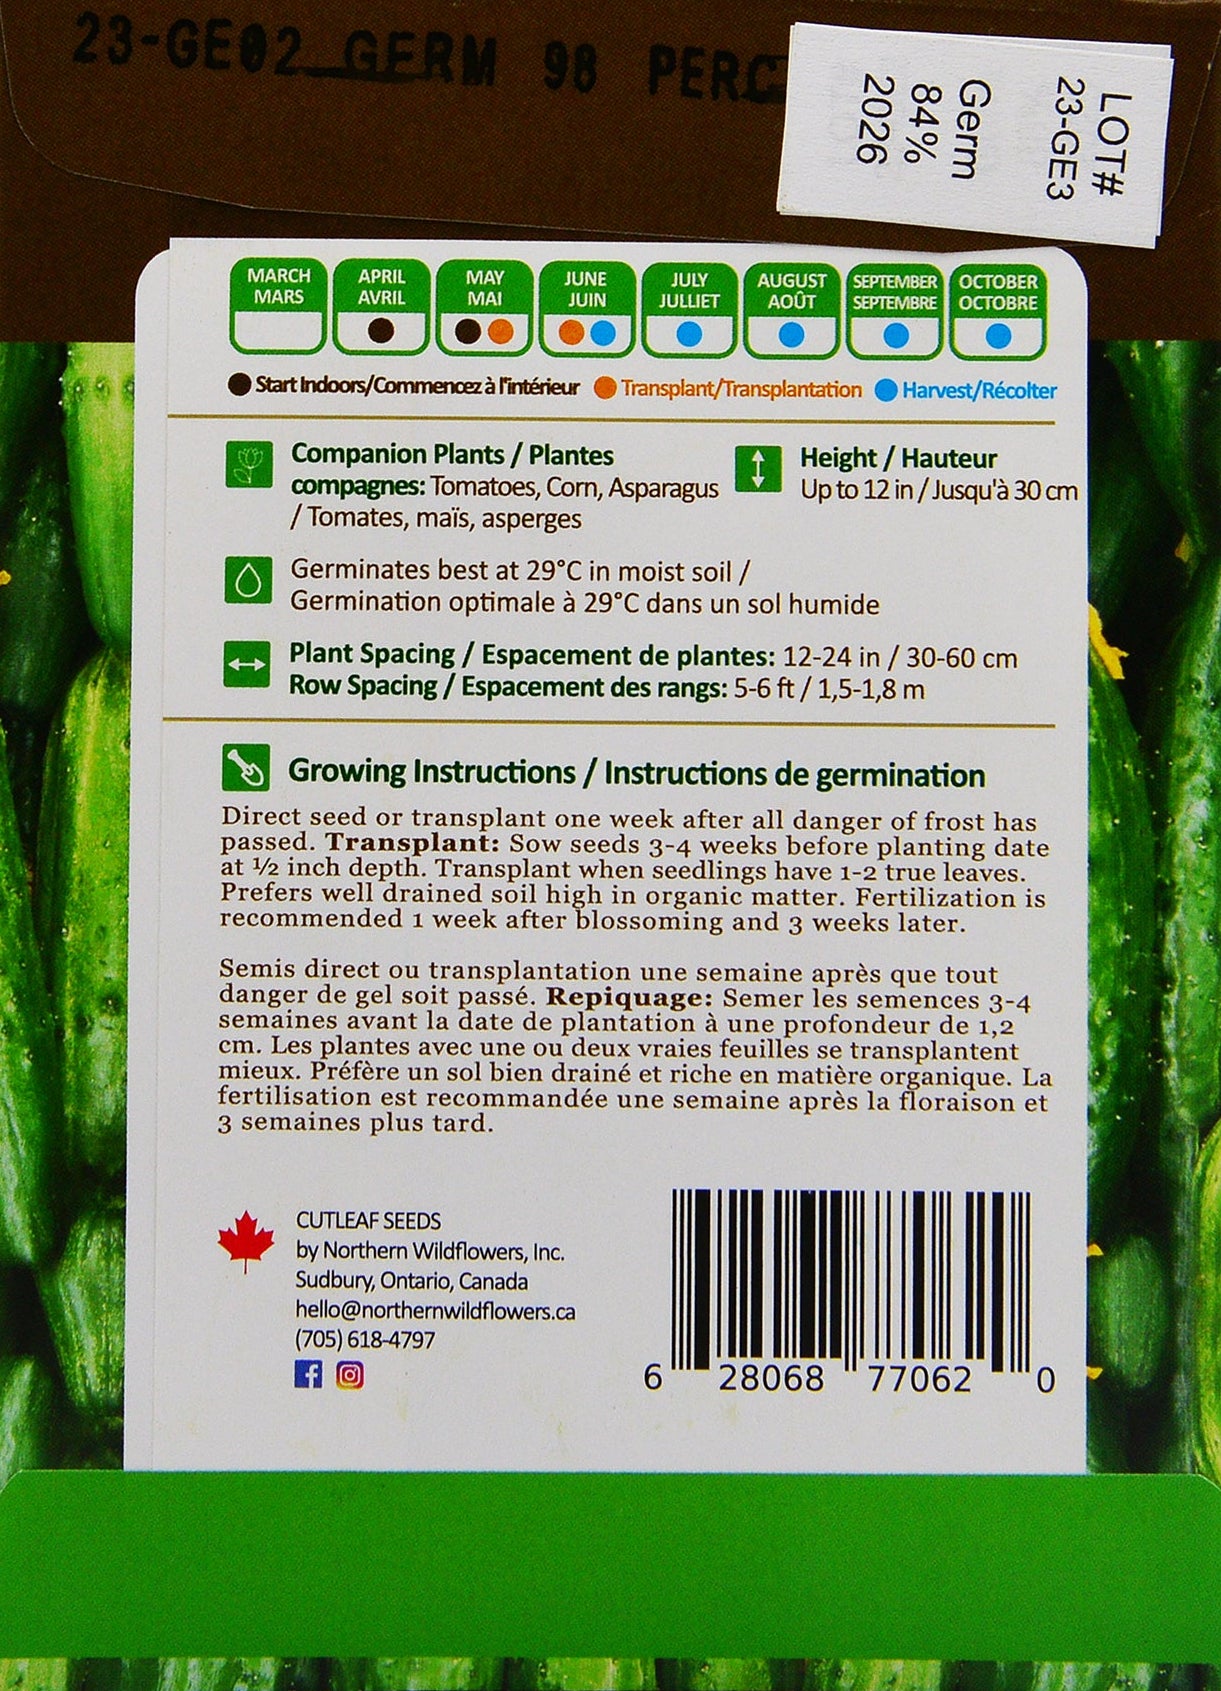 23-GE02 GERM 98 PERC
LOT#
23-GE3
Germ
84%
2026
MARCH
MARS
APRIL
AVRIL
MAY
MAI
JUNE
JUIN
JULY
JULLIET
AUGUST
AOÛT
SEPTEMBER
SEPTEMBRE
OCTOBER
OCTOBRE
Start Indoors/Commencez à l'intérieur Transplant/Transplantation Harvest/Récolter
Companion Plants / Plantes
compagnes: Tomatoes, Corn, Asparagus
/ Tomates, maïs, asperges
Height / Hauteur
Up to 12 in / Jusqu'à 30 cm
Germinates best at 29°C in moist soil /
Germination optimale à 29°C dans un sol humide
Plant Spacing / Espacement de plantes: 12-24 in / 30-60 cm
Row Spacing / Espacement des rangs: 5-6 ft / 1,5-1,8 m
Growing Instructions / Instructions de germination
Direct seed or transplant one week after all danger of frost has
passed. Transplant: Sow seeds 3-4 weeks before planting date
at ½ inch depth. Transplant when seedlings have 1-2 true leaves.
Prefers well drained soil high in organic matter. Fertilization is
recommended 1 week after blossoming and 3 weeks later.
Semis direct ou transplantation une semaine après que tout
danger de gel soit passé. Repiquage: Semer les semences 3-4
semaines avant la date de plantation à une profondeur de 1,2
cm. Les plantes avec une ou deux vraies feuilles se transplantent
mieux. Préfère un sol bien drainé et riche en matière organique. La
fertilisation est recommandée une semaine après la floraison et
3 semaines plus tard.
CUTLEAF SEEDS
by Northern Wildflowers, Inc.
Sudbury, Ontario, Canada
hello@northernwildflowers.ca
(705) 618-4797
6 28068 77062 0